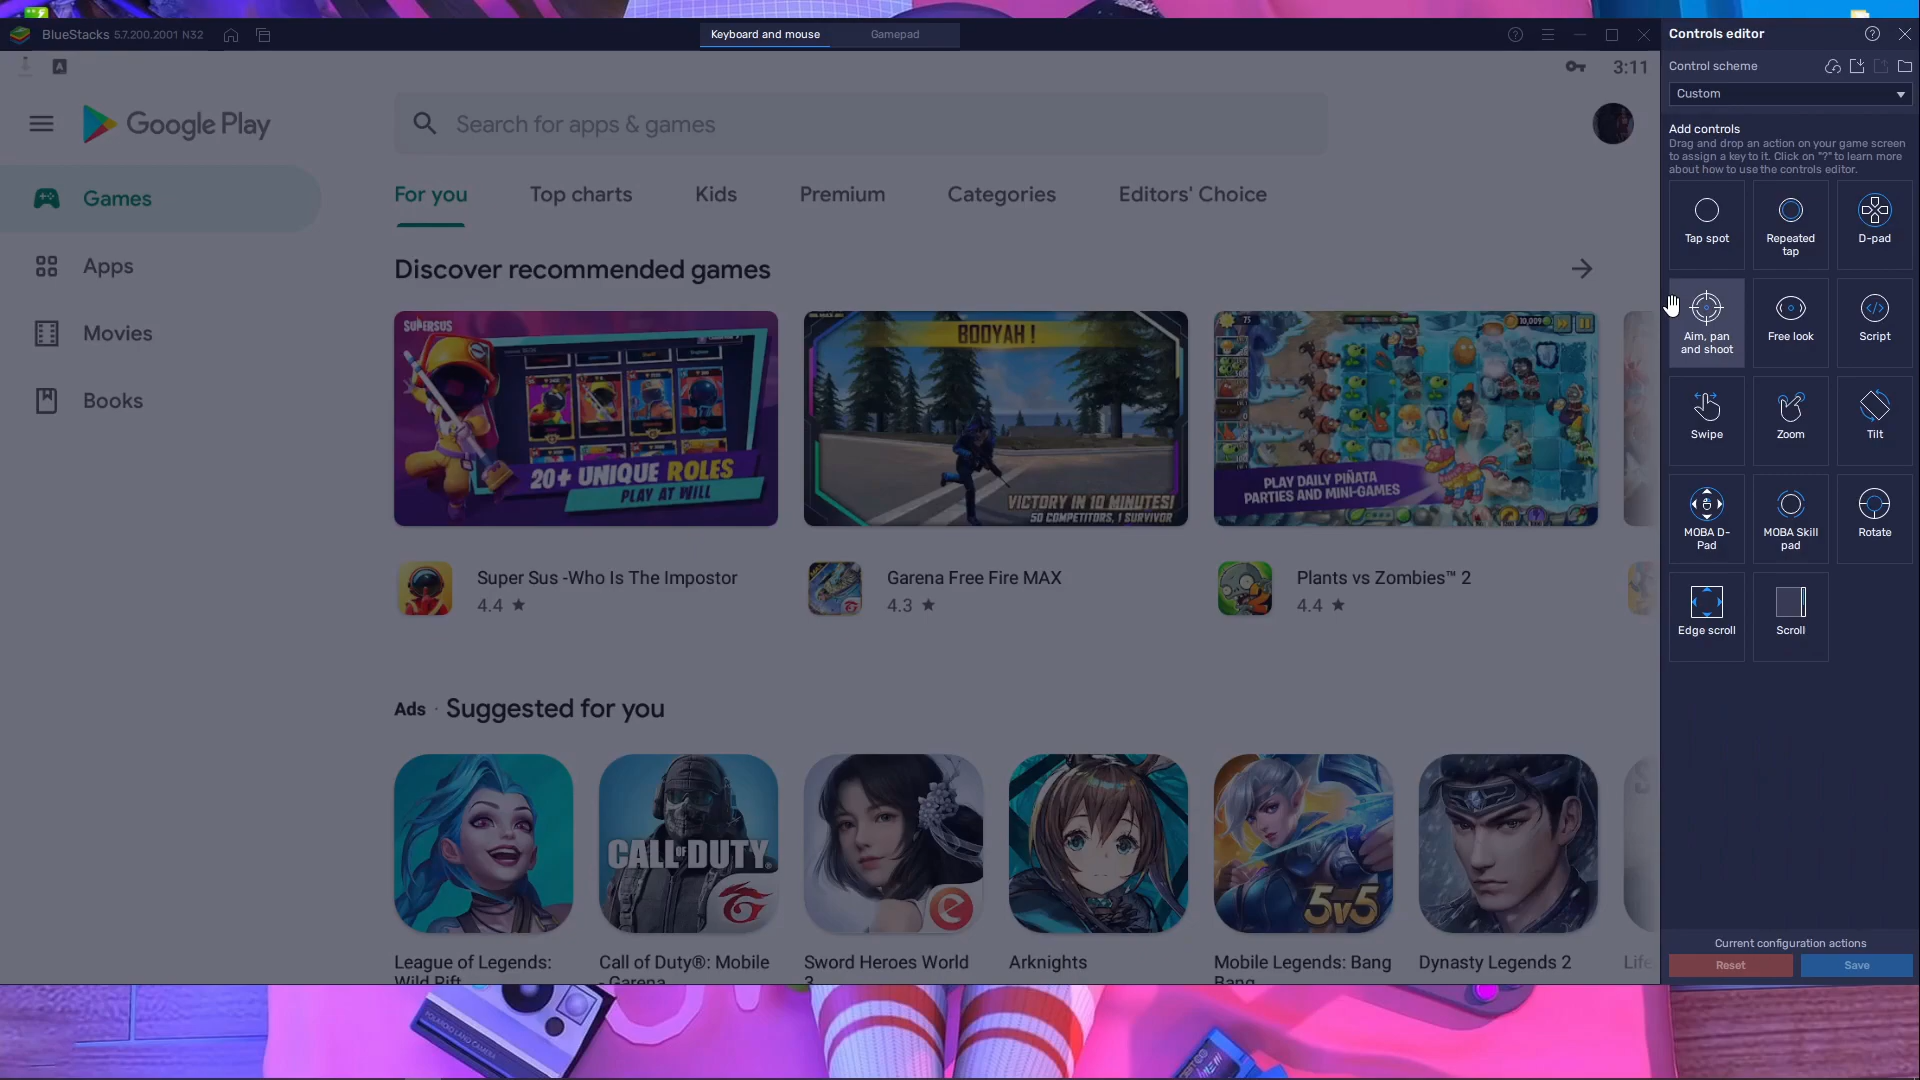 BlueStacks 5.7.200.2001 N32
Keyboard and mouse
Gamepad
Controls editor
Control scheme
Custom
Add controls
Drag and drop an action on your game screen
to assign a key to it. Click on "?" to learn more
about how to use the controls editor.
Tap spot
Repeated
tap
D-pad
Aim, pan
and shoot
Free look
Script
Swipe
Zoom
Tilt
MOBA D-
Pad
MOBA Skill
pad
Rotate
Edge scroll
Scroll
Current configuration actions
Reset
Save
A
3:11
Google Play
Search for apps & games
Games
Apps
Movies
Books
For you
Top charts
Kids
Premium
Categories
Editors' Choice
Discover recommended games
SUPERSUS
20+ UNIQUE ROLES
PLAY AT WILL
BOOYAH !
VICTORY IN 10 MINUTES!
50 COMPETITORS, 1 SURVIVOR
75
10,009
PLAY DAILY PIÑATA
PARTIES AND MINI-GAMES
Super Sus -Who Is The Impostor
4.4 ★
Garena Free Fire MAX
4.3 ★
Plants vs Zombies™ 2
4.4 ★
Ads · Suggested for you
CALL OF DUTY
5v5
League of Legends:
Wild Rift
Call of Duty®: Mobile
- Garena
Sword Heroes World
3
Arknights
Mobile Legends: Bang
Bang
Dynasty Legends 2
Life
POLAROID LAND CAMERA